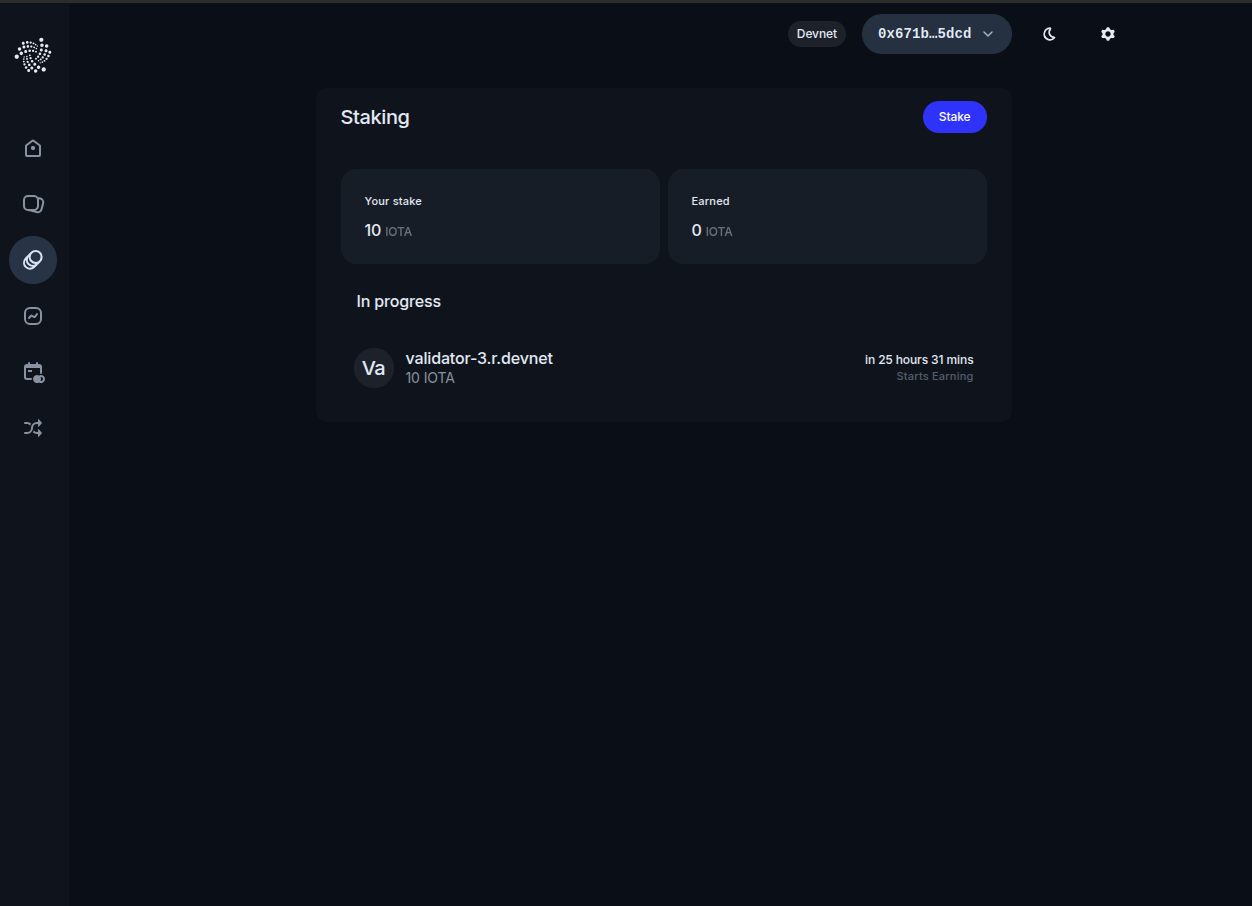 Devnet
0x671b…5dcd
Staking
Stake
Your stake
10 IOTA
Earned
0 IOTA
In progress
Va
validator-3.r.devnet
10 IOTA
in 25 hours 31 mins
Starts Earning